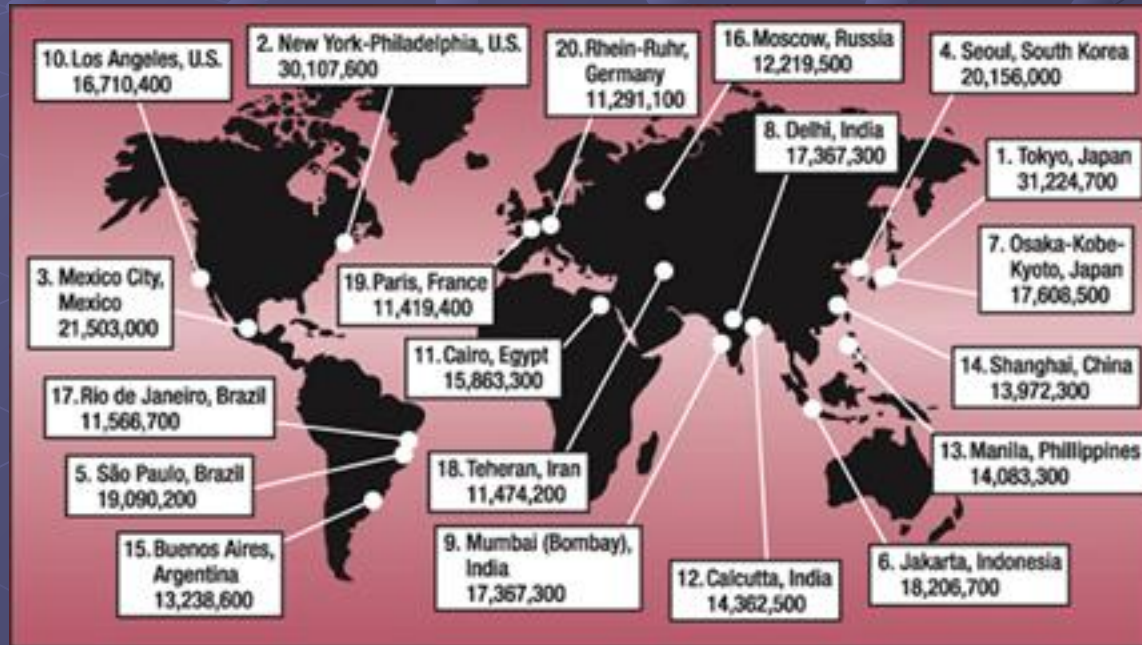 10. Los Angeles, U.S.
16,710,400
2. New York-Philadelphia, U.S.
30,107,600
20. Rhein-Ruhr,
Germany
11,291,100
16. Moscow, Russia
12,219,500
4. Seoul, South Korea
20,156,000
8. Delhi, India
17,367,300
1. Tokyo, Japan
31,224,700
7. Osaka-Kobe-
Kyoto, Japan
17,608,500
3. Mexico City,
Mexico
21,503,000
19. Paris, France
11,419,400
11. Cairo, Egypt
15,863,300
14. Shanghai, China
13,972,300
17. Rio de Janeiro, Brazil
11,566,700
13. Manila, Phillippines
14,083,300
5. São Paulo, Brazil
19,090,200
18. Teheran, Iran
11,474,200
15. Buenos Aires,
Argentina
13,238,600
9. Mumbai (Bombay),
India
17,367,300
12. Calcutta, India
14,362,500
6. Jakarta, Indonesia
18,206,700